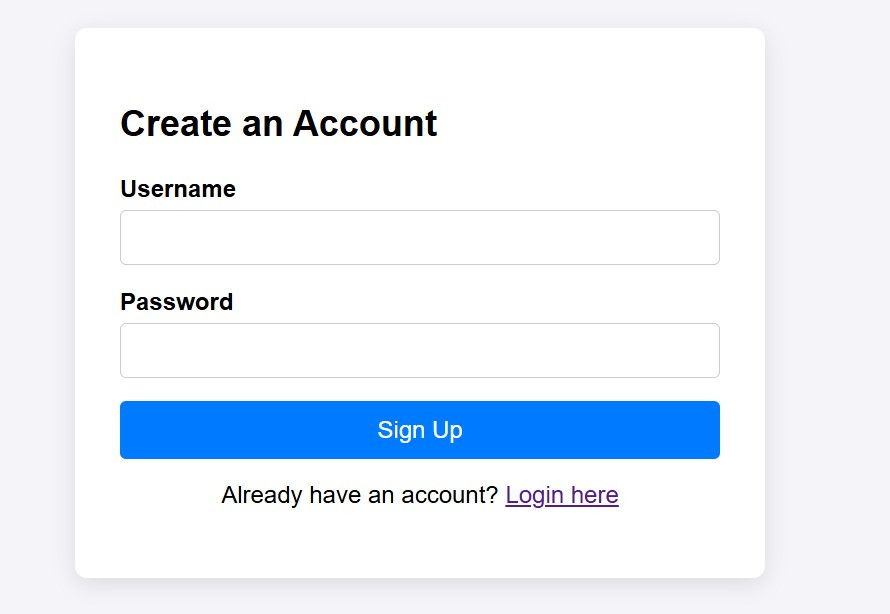 Create an Account
Username
Password
Sign Up
Already have an account? Login here